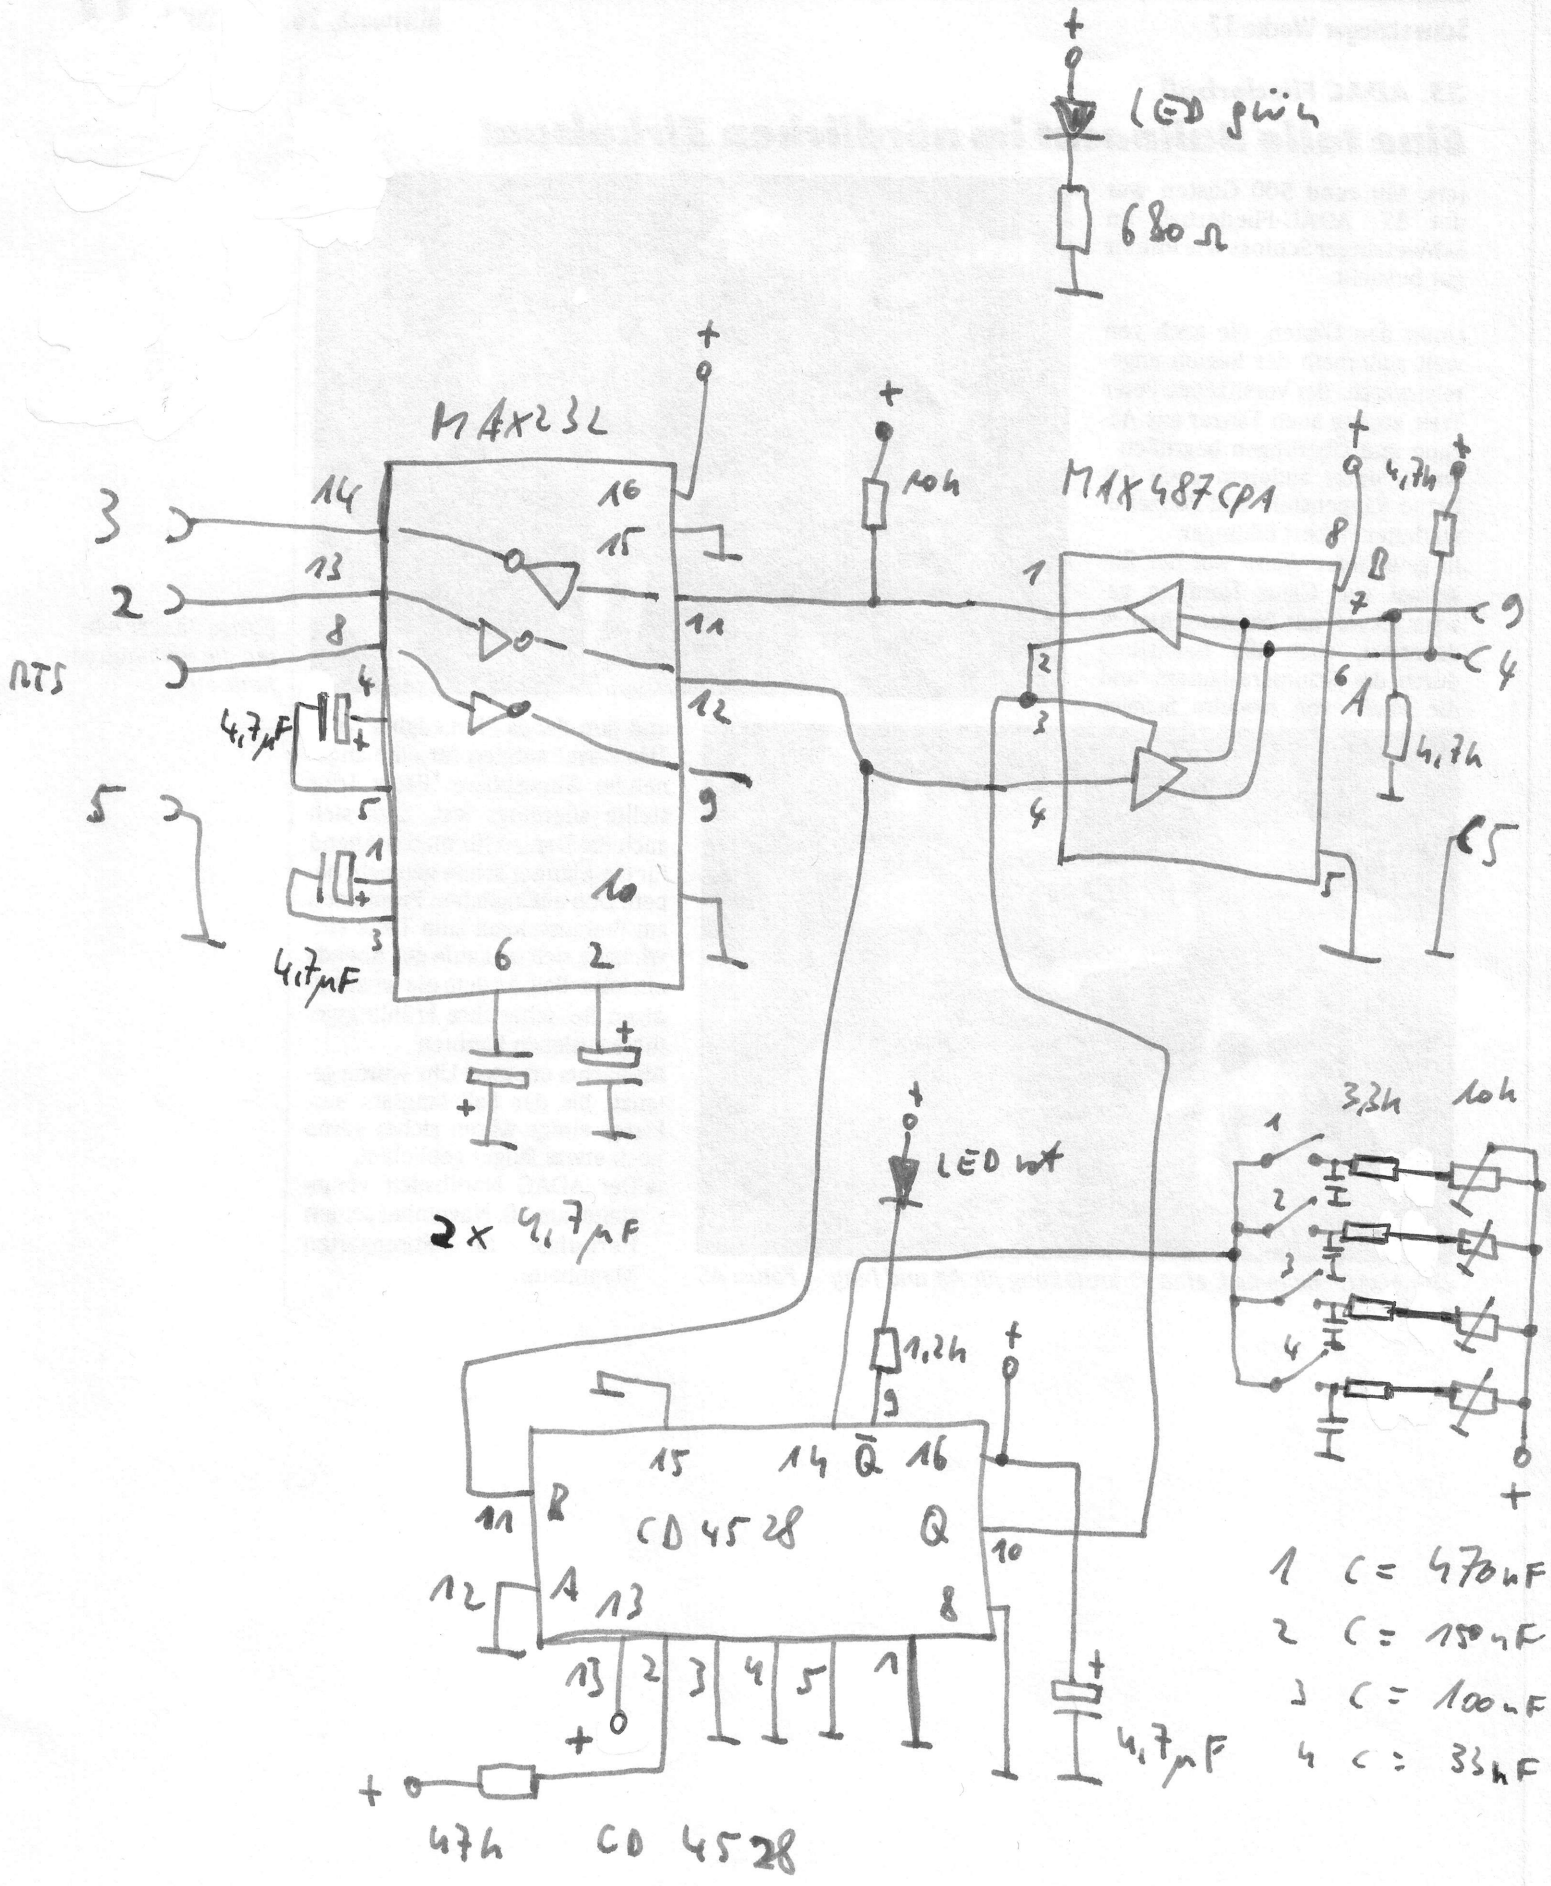 +
LED grün
680 Ω
+
MAX232
+
10k
MAX487CPA
+
4,7k
+
3
14
16
15
1
8
B
7
9
2
13
11
8
2
6
4
RTS
4
12
3
A
4,7µF
+
4,7k
5
5
9
4
5
5
1
+
10
3
4,7µF
6
2
+
+
2x 4,7µF
+
LED rot
3,3k
10k
1
2
3
4
1,2k
+
9
15
14
Q̄
16
+
11
B
CD 4528
Q
10
12
A
13
8
13
2
3
4
5
1
+
+
4,7µF
+
47k
CD 4528
1 C = 470nF
2 C = 150nF
3 C = 100nF
4 C = 33nF